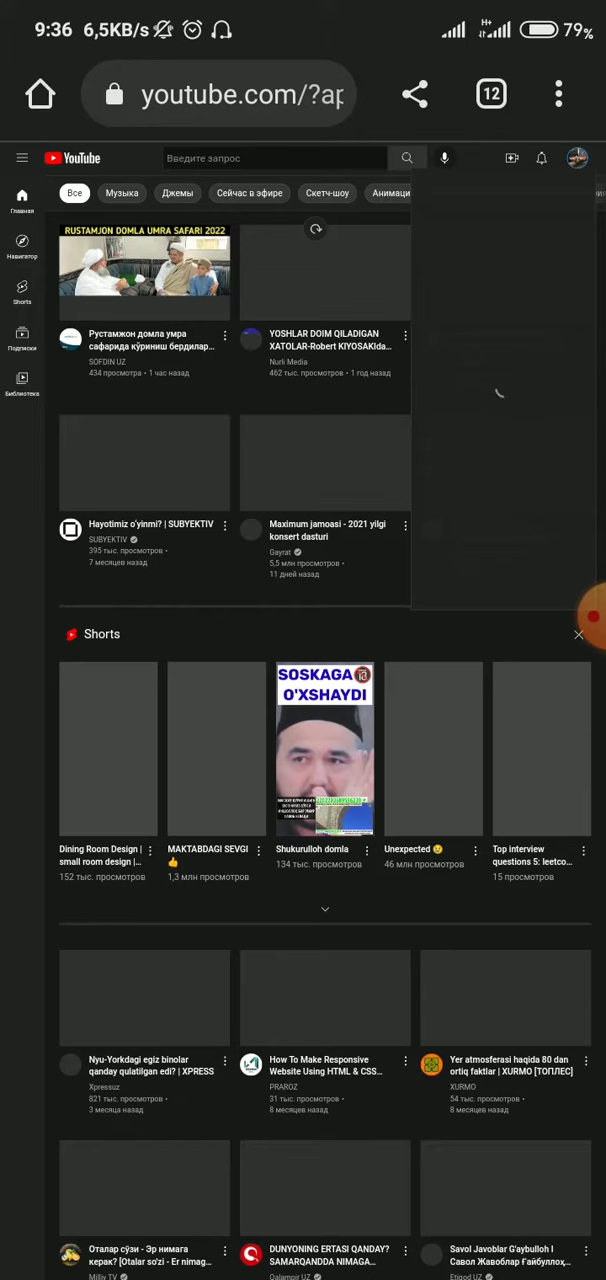 9:36 6,5KB/s
H+
79%
youtube.com/?ap
12
YouTube
Введите запрос
Все
Музыка
Джемы
Сейчас в эфире
Скетч-шоу
Анимаци
Главная
Навигатор
Shorts
Подписки
Библиотека
RUSTAMJON DOMLA UMRA SAFARI 2022
Рустамжон домла умра
сафарида кўриниш бердилар...
SOFDIN UZ
434 просмотра • 1 час назад
YOSHLAR DOIM QILADIGAN
XATOLAR-Robert KIYOSAKIda...
Nurli Media
462 тыс. просмотров • 1 год назад
Hayotimiz o'yinmi? | SUBYEKTIV
SUBYEKTIV
395 тыс. просмотров •
7 месяцев назад
Maximum jamoasi - 2021 yilgi
konsert dasturi
Gayrat
5,5 млн просмотров •
11 дней назад
Shorts
SOSKAGA
O'XSHAYDI
Dining Room Design |
small room design |...
152 тыс. просмотров
MAKTABDAGI SEVGI
👍
1,3 млн просмотров
Shukurulloh domla
134 тыс. просмотров
Unexpected 😢
46 млн просмотров
Top interview
questions 5: leetco...
15 просмотров
Nyu-Yorkdagi egiz binolar
qanday qulatilgan edi? | XPRESS
Xpressuz
821 тыс. просмотров •
3 месяца назад
How To Make Responsive
Website Using HTML & CSS...
PRAROZ
31 тыс. просмотров •
8 месяцев назад
Yer atmosferasi haqida 80 dan
ortiq faktlar | XURMO [ТОПЛЕС]
XURMO
54 тыс. просмотров •
8 месяцев назад
Оталар сўзи - Эр нимага
керак? [Otalar so'zi - Er nimag...
Milliy TV
DUNYONING ERTASI QANDAY?
SAMARQANDDA NIMAGA...
Qalampir UZ
Savol Javoblar G'aybulloh I
Савол Жавоблар Ғайбуллоҳ...
Etiqod UZ